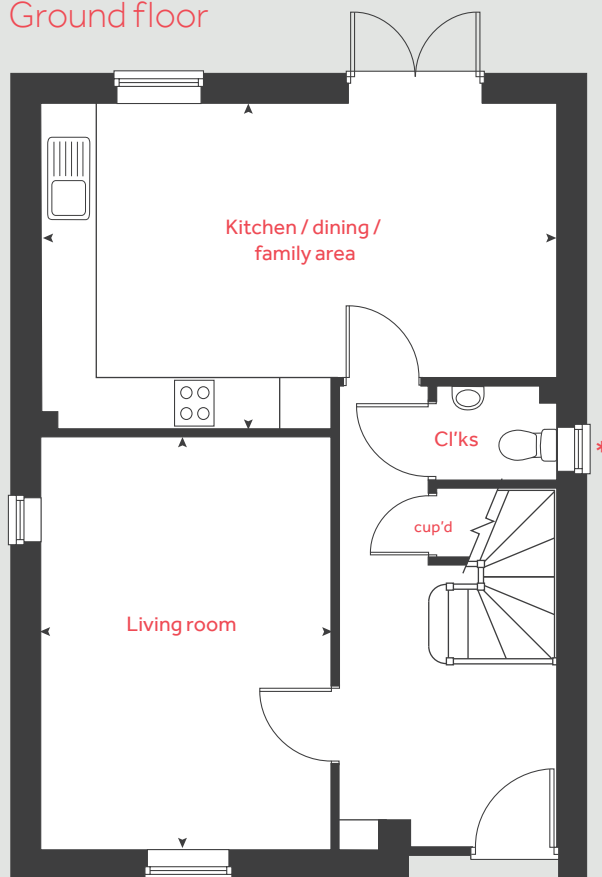 Ground floor
Kitchen / dining /
family area
Cl'ks
*
cup'd
Living room